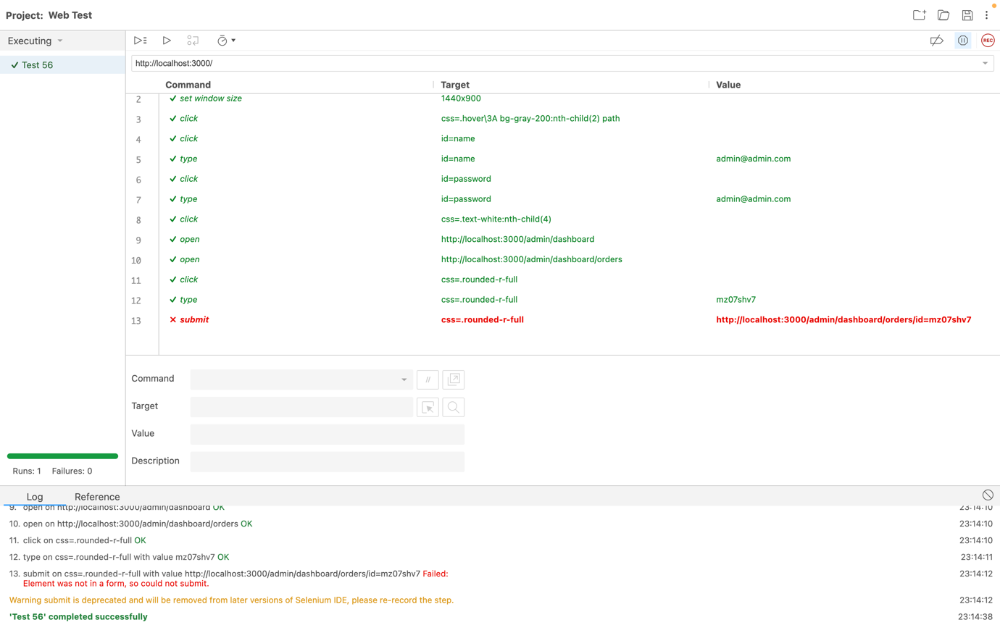 Project: Web Test
Executing
Test 56
http://localhost:3000/
REC
Command Target Value
2 set window size 1440x900
3 click css=.hover\3A bg-gray-200:nth-child(2) path
4 click id=name
5 type id=name admin@admin.com
6 click id=password
7 type id=password admin@admin.com
8 click css=.text-white:nth-child(4)
9 open http://localhost:3000/admin/dashboard
10 open http://localhost:3000/admin/dashboard/orders
11 click css=.rounded-r-full
12 type css=.rounded-r-full mz07shv7
13 submit css=.rounded-r-full http://localhost:3000/admin/dashboard/orders/id=mz07shv7
Command //
Target
Value
Description
Runs: 1 Failures: 0
Log Reference
9. open on http://localhost:3000/admin/dashboard OK 23:14:10
10. open on http://localhost:3000/admin/dashboard/orders OK 23:14:10
11. click on css=.rounded-r-full OK 23:14:10
12. type on css=.rounded-r-full with value mz07shv7 OK 23:14:11
13. submit on css=.rounded-r-full with value http://localhost:3000/admin/dashboard/orders/id=mz07shv7 Failed: 23:14:12
Element was not in a form, so could not submit.
Warning submit is deprecated and will be removed from later versions of Selenium IDE, please re-record the step. 23:14:12
'Test 56' completed successfully 23:14:38